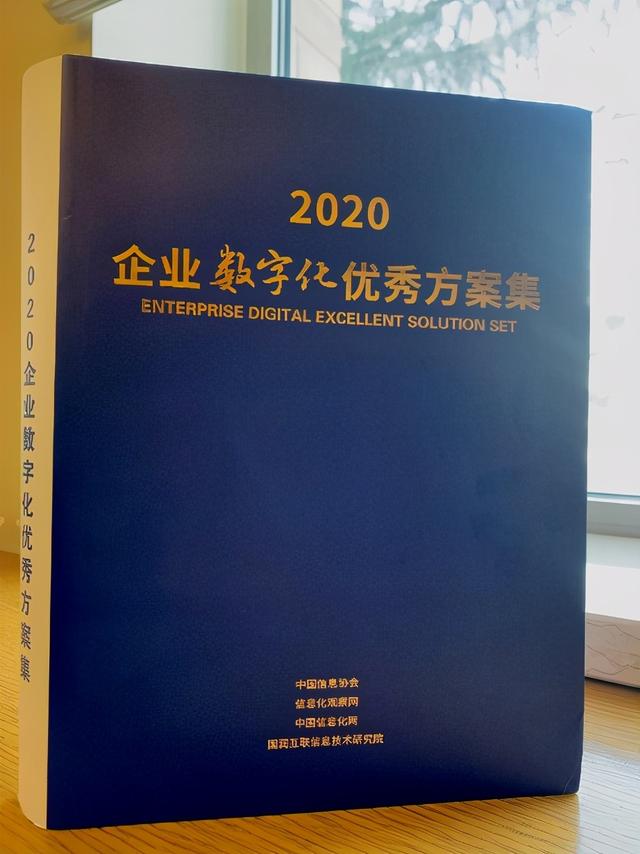 2020
企业数字化优秀方案集
ENTERPRISE DIGITAL EXCELLENT SOLUTION SET
中国信息协会
信息化观察网
中国信息化网
国润互联信息技术研究院
2020企业数字化优秀方案集